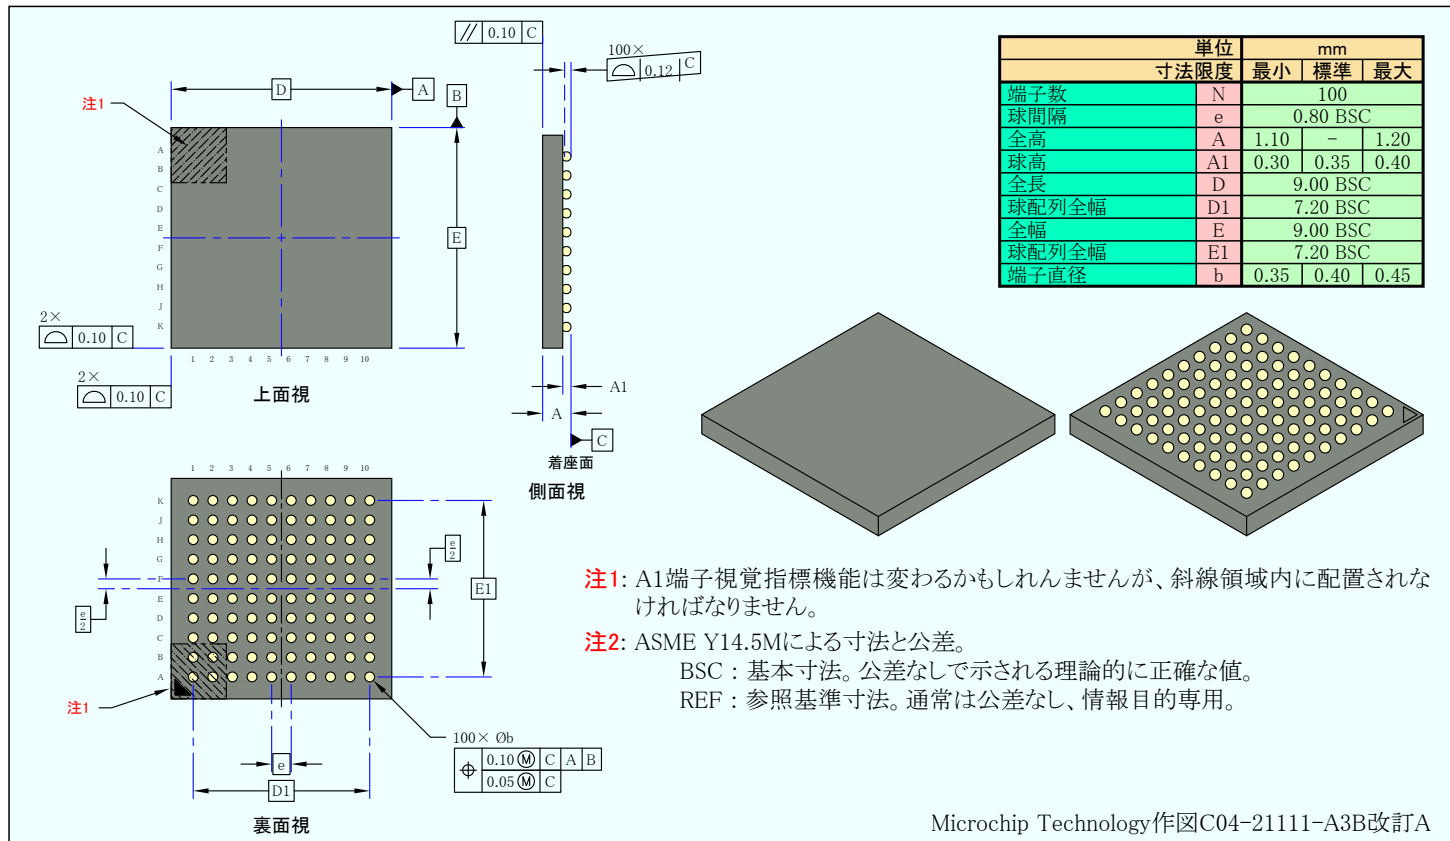 // 0.10 C
100×
0.12 C
D
A
B
注1
A
B
C
D
E
F
G
H
J
K
E
2×
0.10 C
1 2 3 4 5 6 7 8 9 10
2×
0.10 C
上面視
A1
A
C
着座面
側面視
単位 mm
寸法限度 最小 標準 最大
端子数 N 100
球間隔 e 0.80 BSC
全高 A 1.10 - 1.20
球高 A1 0.30 0.35 0.40
全長 D 9.00 BSC
球配列全幅 D1 7.20 BSC
全幅 E 9.00 BSC
球配列全幅 E1 7.20 BSC
端子直径 b 0.35 0.40 0.45
1 2 3 4 5 6 7 8 9 10
K
J
H
G
F
E
D
C
B
A
e/2
e/2
E1
注1
e
D1
100× Øb
0.10 Ⓜ C A B
0.05 Ⓜ C
裏面視
注1: A1端子視覚指標機能は変わるかもしれんませんが、斜線領域内に配置されな
ければなりません。
注2: ASME Y14.5Mによる寸法と公差。
BSC : 基本寸法。公差なしで示される理論的に正確な値。
REF : 参照基準寸法。通常は公差なし、情報目的専用。
Microchip Technology作図C04-21111-A3B改訂A